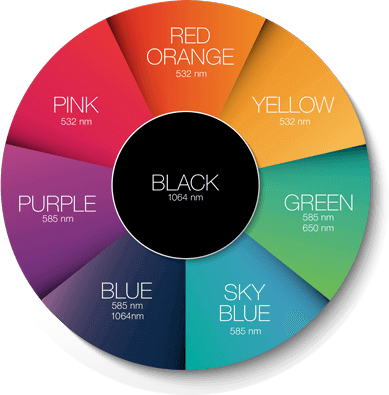 RED
ORANGE
532 nm
YELLOW
532 nm
GREEN
585 nm
650 nm
SKY
BLUE
585 nm
BLUE
585 nm
1064nm
PURPLE
585 nm
PINK
532 nm
BLACK
1064 nm